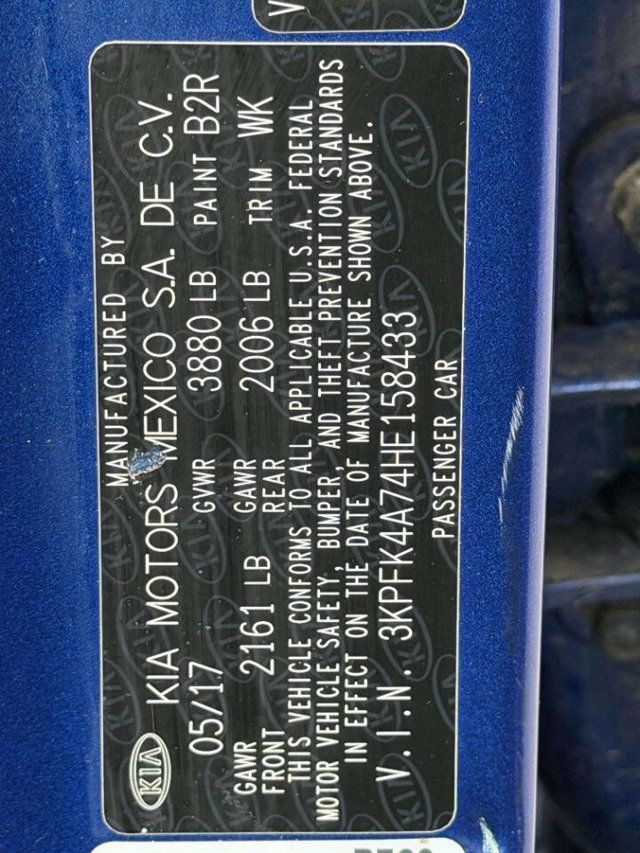 KIA
MANUFACTURED BY
KIA MOTORS MEXICO S.A. DE C.V.
05/17 GVWR 3880 LB PAINT B2R
GAWR FRONT 2161 LB GAWR REAR 2006 LB TRIM WK
THIS VEHICLE CONFORMS TO ALL APPLICABLE U.S.A. FEDERAL
MOTOR VEHICLE SAFETY, BUMPER, AND THEFT PREVENTION STANDARDS
IN EFFECT ON THE DATE OF MANUFACTURE SHOWN ABOVE.
V.I.N. 3KPFK4A74HE158433
PASSENGER CAR